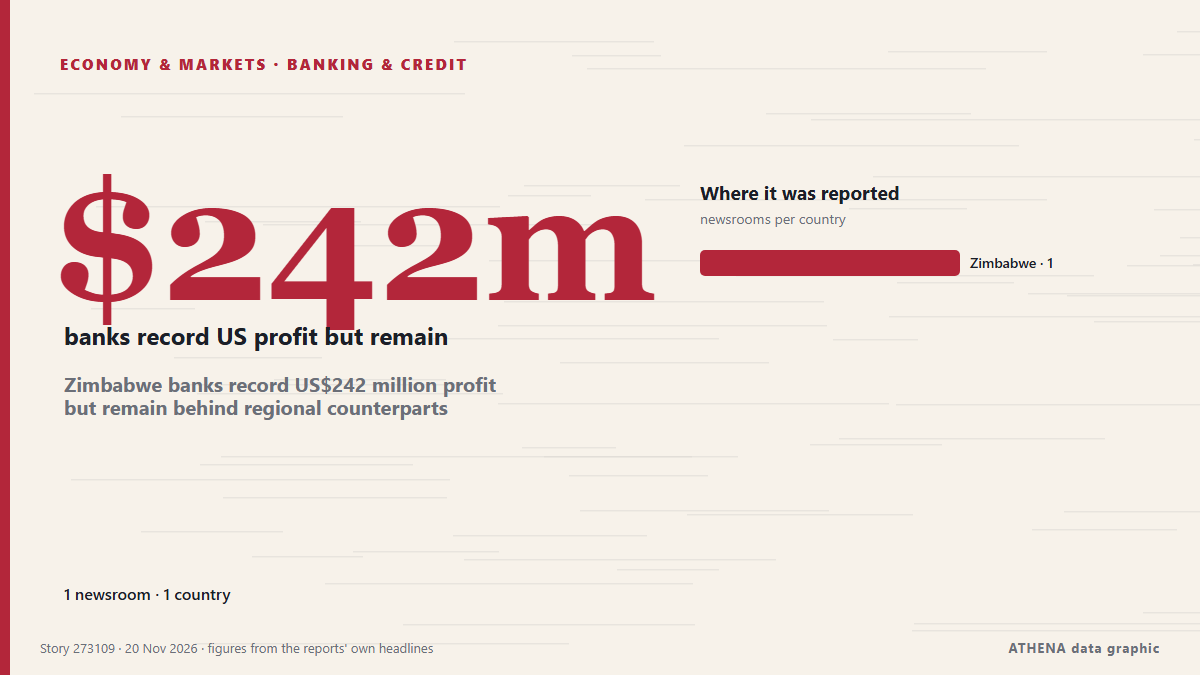 ECONOMY & MARKETS · BANKING & CREDIT
$242m
banks record US profit but remain
Zimbabwe banks record US$242 million profit
but remain behind regional counterparts
Where it was reported
newsrooms per country
Zimbabwe · 1
1 newsroom · 1 country
Story 273109 · 20 Nov 2026 · figures from the reports' own headlines
ATHENA data graphic